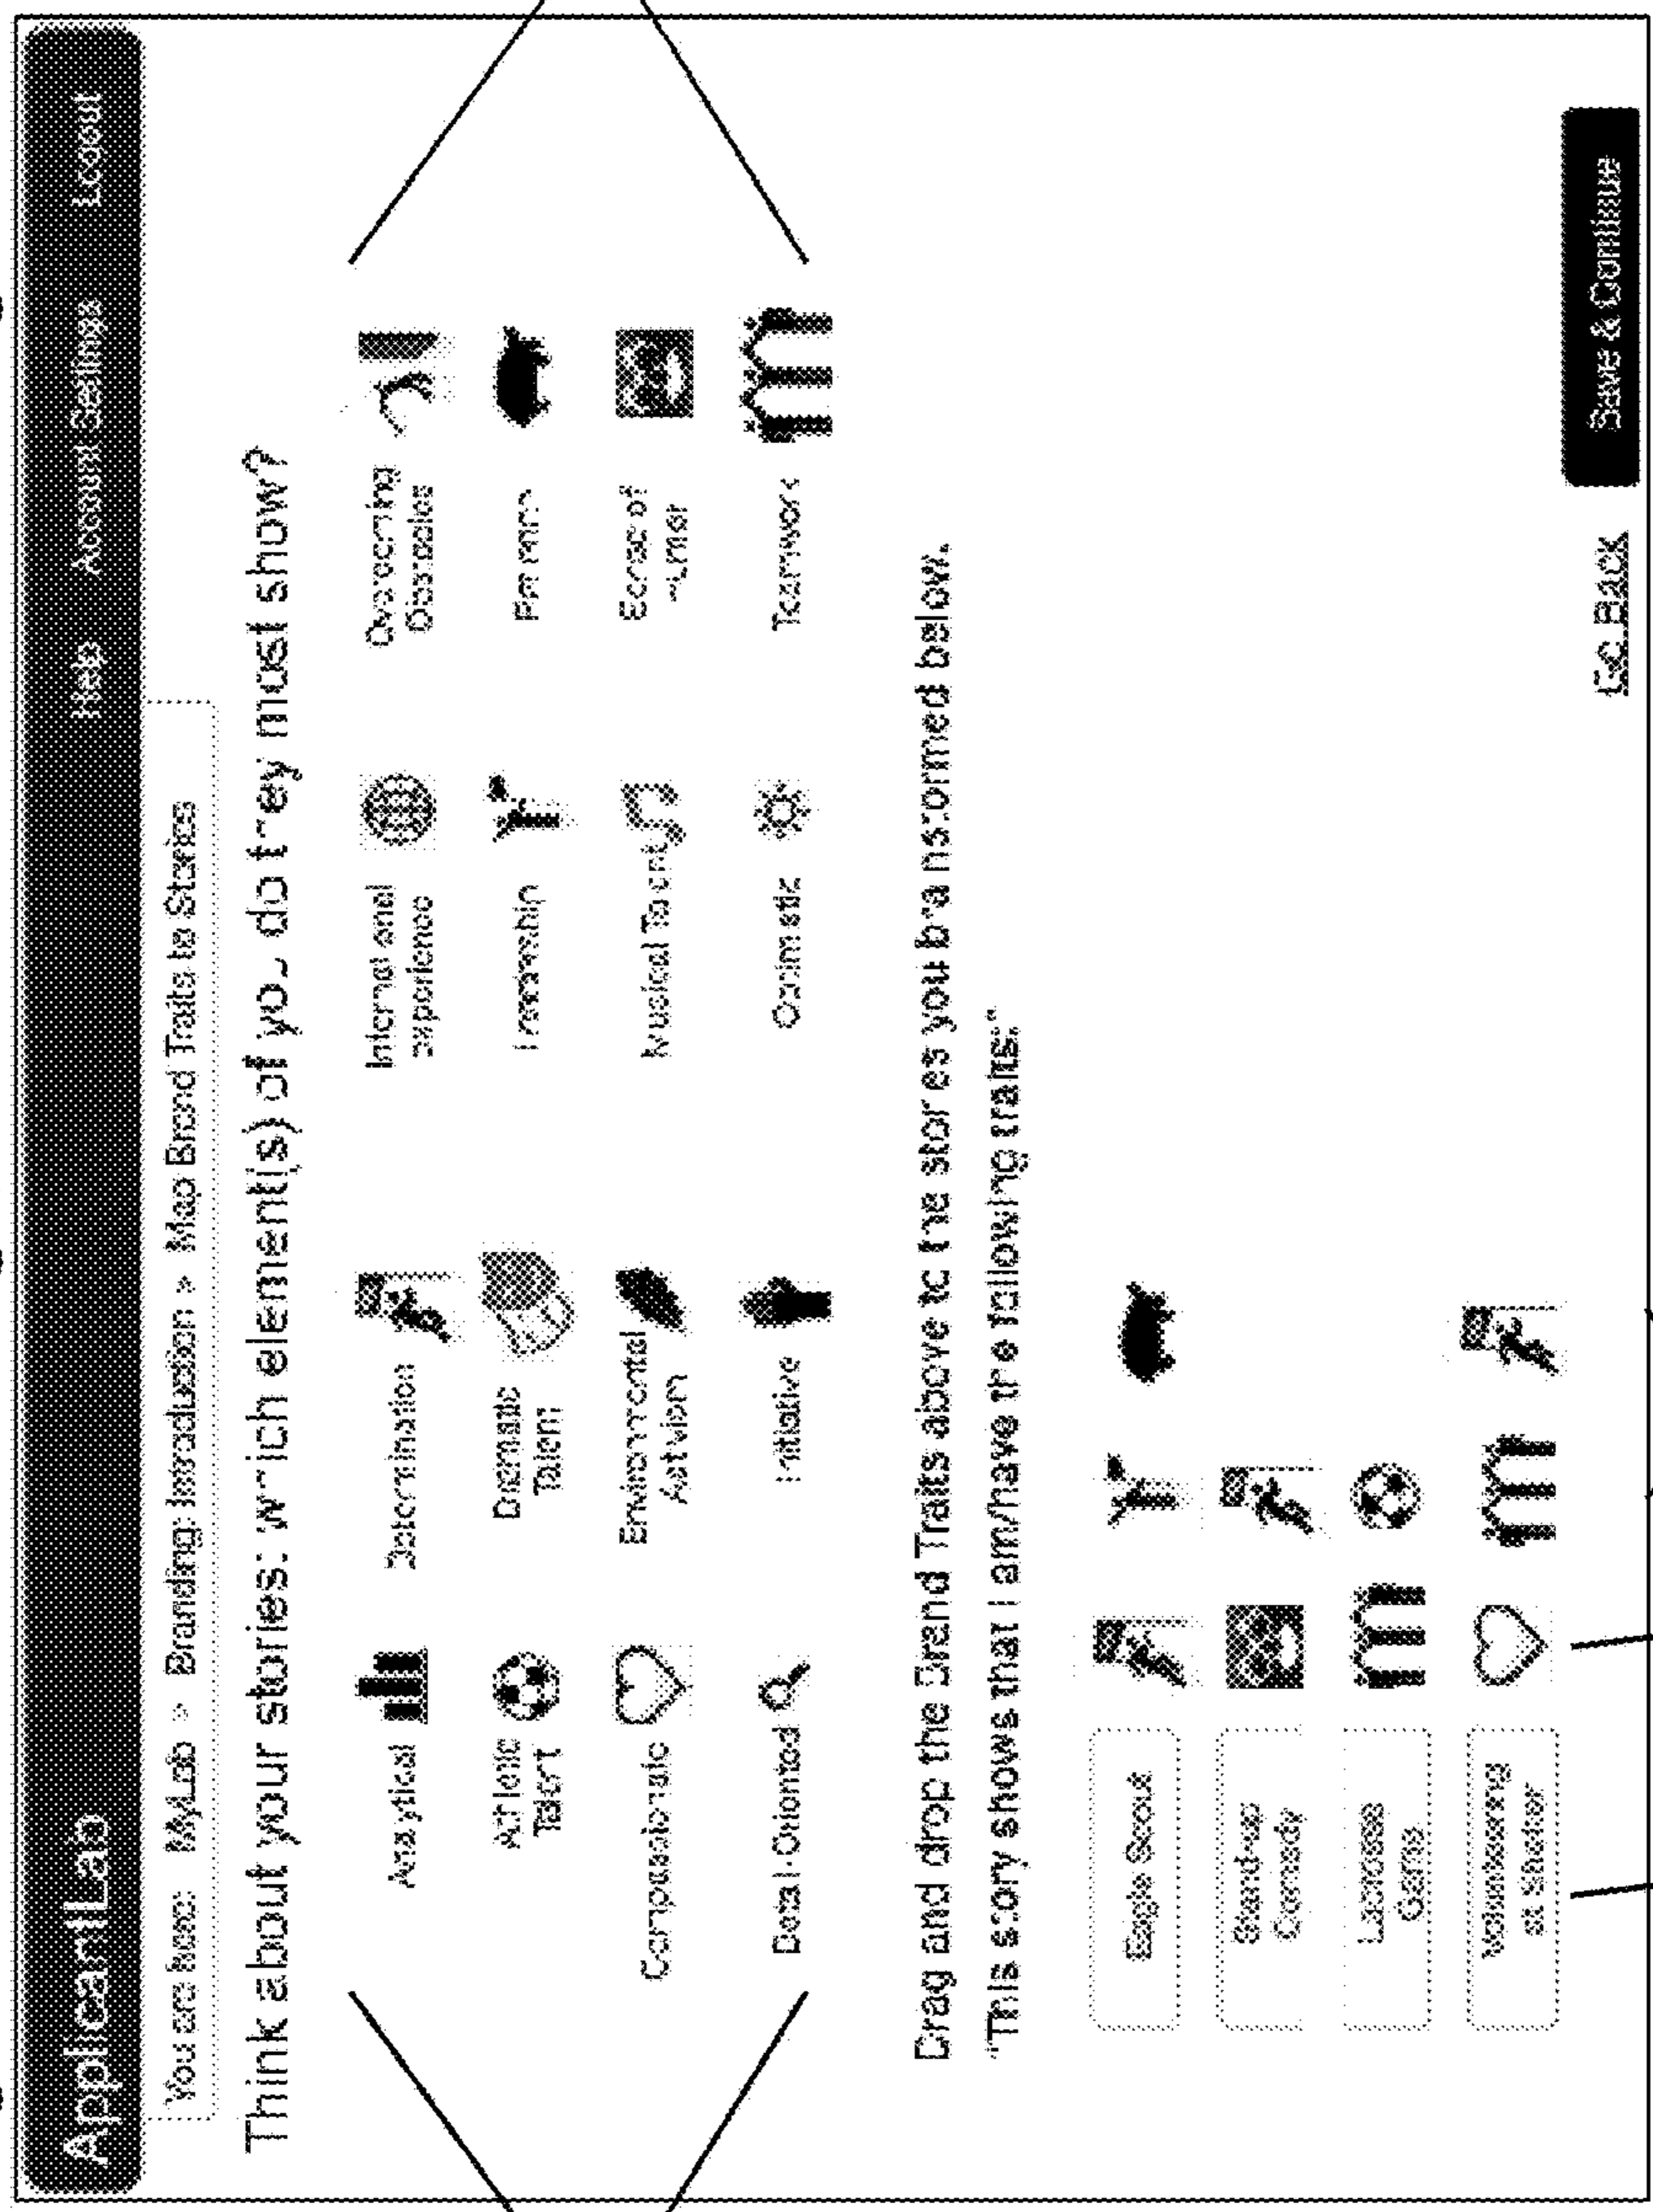 ApplicantLab
Help Account Settings Logout
You are here: MyLab > Branding: Introduction > Map Brand Traits to Stories
Think about your stories: which element(s) of you do they most show?
Analytical
Determination
International
experience
Overcoming
Obstacles
Athletic
Talent
Dramatic
Talent
Leadership
Compassionate
Environmental
Activism
Musical Talent
Sense of
Humor
Detail-Oriented
Initiative
Optimistic
Teamwork
Drag and drop the Brand Traits above to the stories you brainstormed below.
"This story shows that I am/have the following traits:"
Eagle Scout
Stand-up
Comedy
Lacrosse
Game
Volunteering
at Shelter
Go Back
Save & Continue